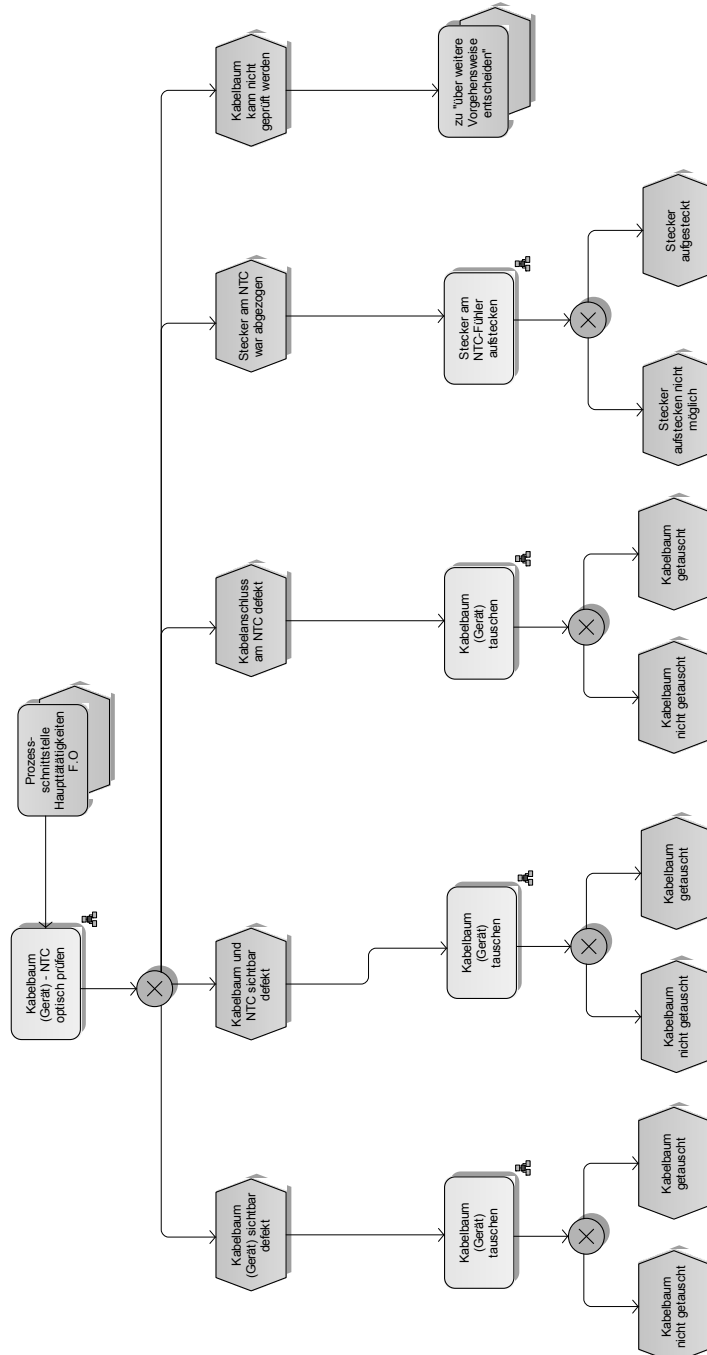 Prozess-
schnittstelle
Haupttätätigkeiten
F.O
Kabelbaum
(Gerät) - NTC
optisch prüfen
Kabelbaum
(Gerät) sichtbar
defekt
Kabelbaum und
NTC sichtbar
defekt
Kabelanschluss
am NTC defekt
Stecker am NTC
war abgezogen
Kabelbaum
kann nicht
geprüft werden
Kabelbaum
(Gerät)
tauschen
Kabelbaum
(Gerät)
tauschen
Kabelbaum
(Gerät)
tauschen
Stecker am
NTC-Fühler
aufstecken
zu "über weitere
Vorgehensweise
entscheiden"
Kabelbaum
nicht getauscht
Kabelbaum
getauscht
Kabelbaum
nicht getauscht
Kabelbaum
getauscht
Kabelbaum
nicht getauscht
Kabelbaum
getauscht
Stecker
aufstecken nicht
möglich
Stecker
aufgesteckt